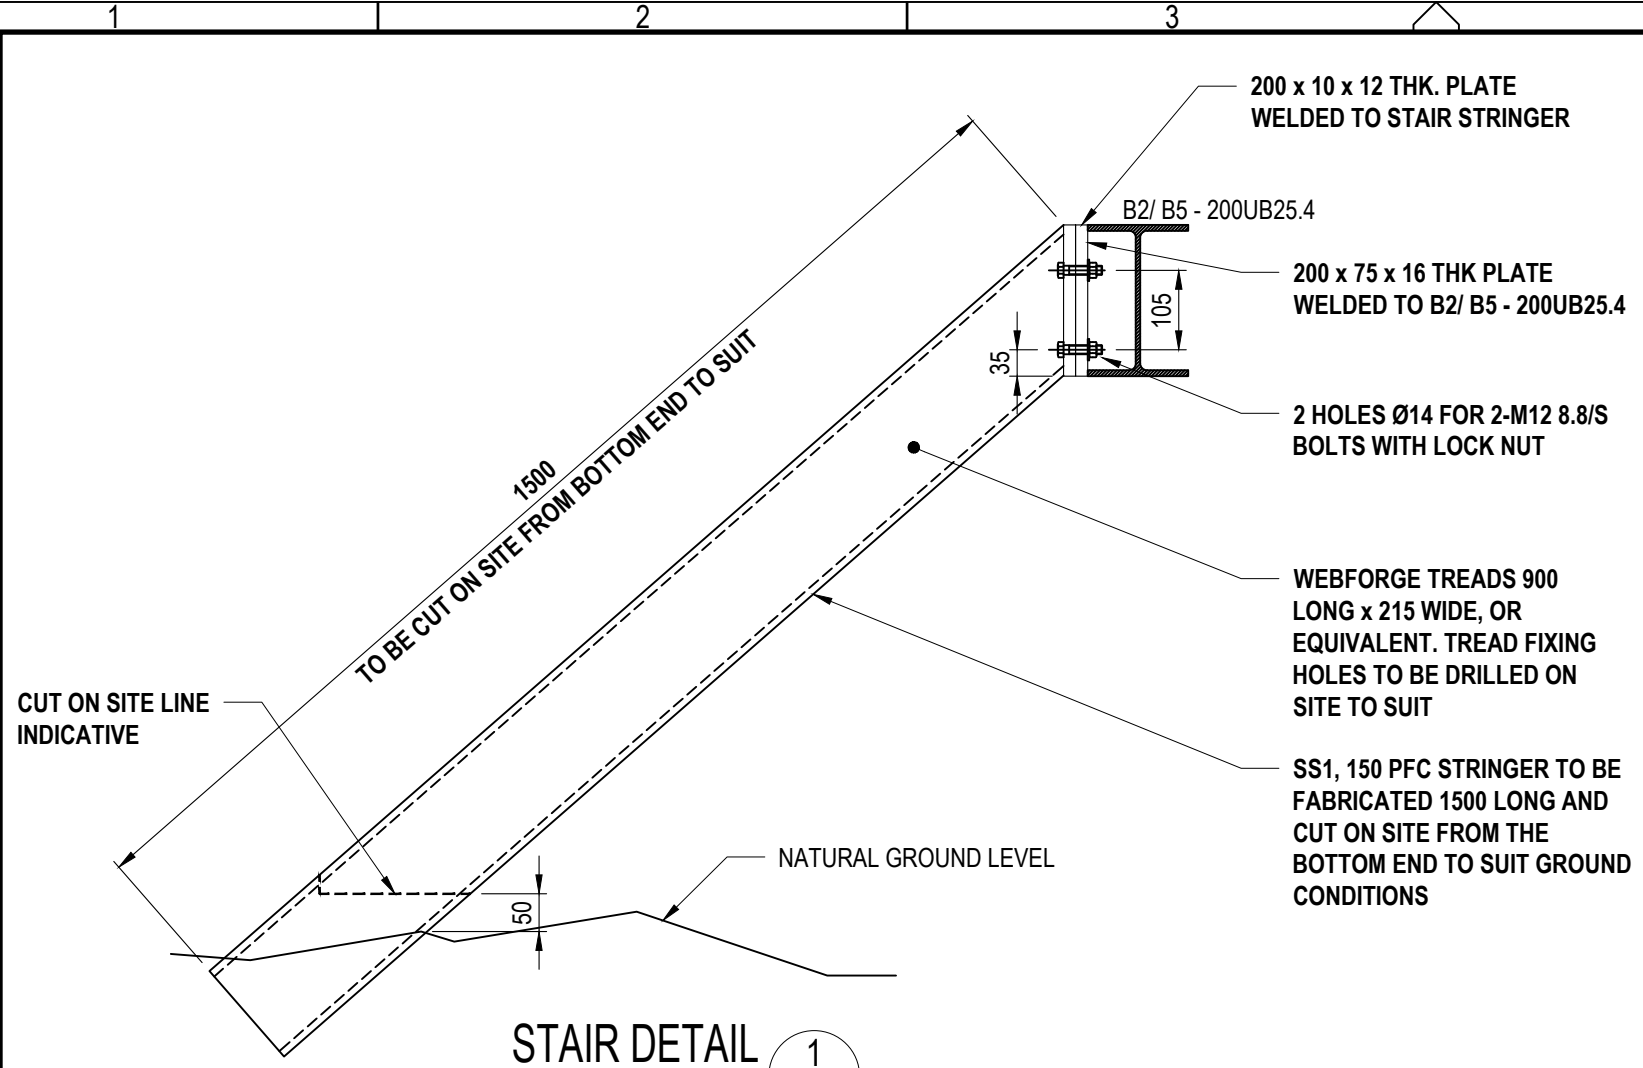 1 2 3
200 x 10 x 12 THK. PLATE
WELDED TO STAIR STRINGER
B2/ B5 - 200UB25.4
200 x 75 x 16 THK PLATE
WELDED TO B2/ B5 - 200UB25.4
105
35
2 HOLES Ø14 FOR 2-M12 8.8/S
BOLTS WITH LOCK NUT
1500
TO BE CUT ON SITE FROM BOTTOM END TO SUIT
WEBFORGE TREADS 900
LONG x 215 WIDE, OR
EQUIVALENT. TREAD FIXING
HOLES TO BE DRILLED ON
SITE TO SUIT
CUT ON SITE LINE
INDICATIVE
SS1, 150 PFC STRINGER TO BE
FABRICATED 1500 LONG AND
CUT ON SITE FROM THE
BOTTOM END TO SUIT GROUND
CONDITIONS
NATURAL GROUND LEVEL
50
STAIR DETAIL
1